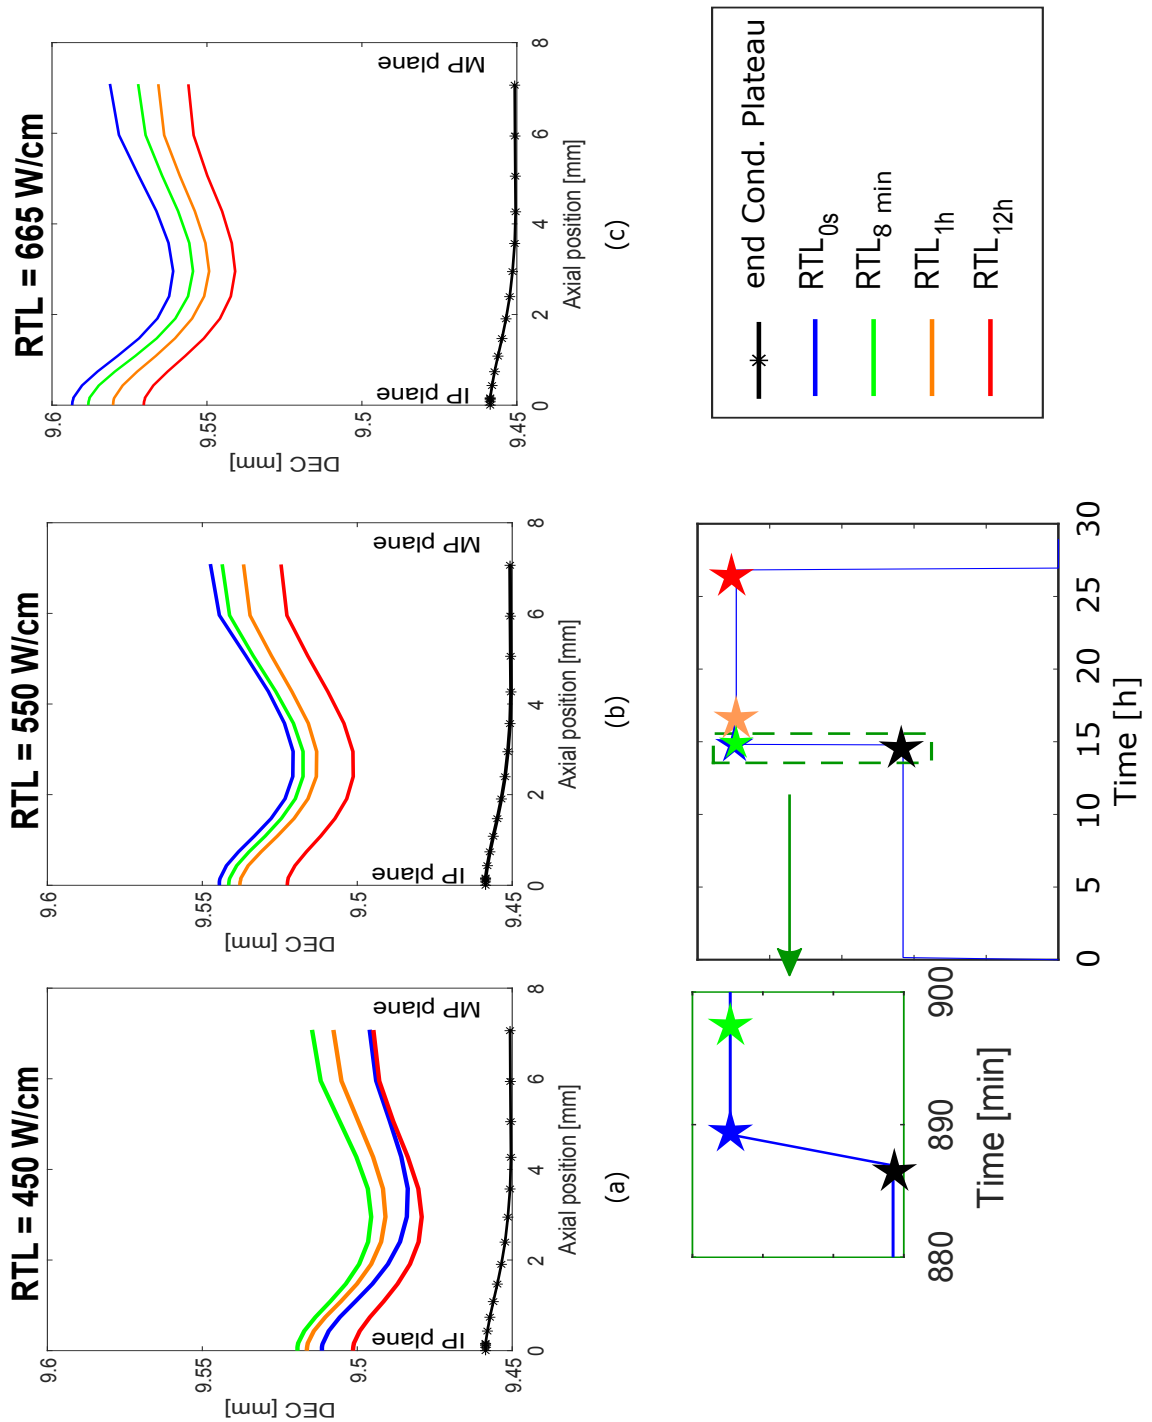 RTL = 450 W/cm
9.6
9.55
9.5
9.45
DEC [mm]
IP plane
MP plane
0
2
4
6
8
Axial position [mm]
(a)
RTL = 550 W/cm
9.6
9.55
9.5
9.45
DEC [mm]
IP plane
MP plane
0
2
4
6
8
Axial position [mm]
(b)
RTL = 665 W/cm
9.6
9.55
9.5
9.45
DEC [mm]
IP plane
MP plane
0
2
4
6
8
Axial position [mm]
(c)
880
890
900
Time [min]
0
5
10
15
20
25
30
Time [h]
end Cond. Plateau
RTL0s
RTL8 min
RTL1h
RTL12h